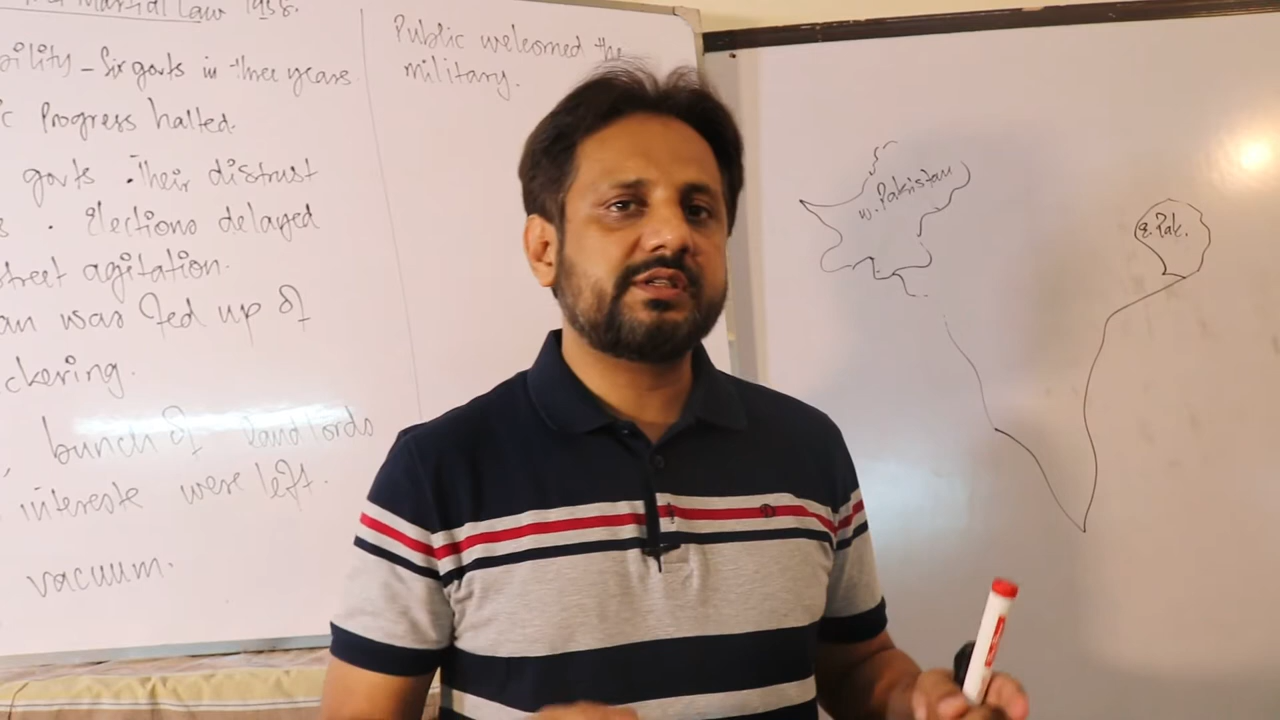 Martial Law 1958.
bility - Six govts in three years
c Progress halted.
govts . Their distrust
s . Elections delayed
street agitation.
an was fed up of
ckering.
, bunch of landlords
interests were left.
vacuum.
Public welcomed the
military.
W. Pakistan
E. Pak.